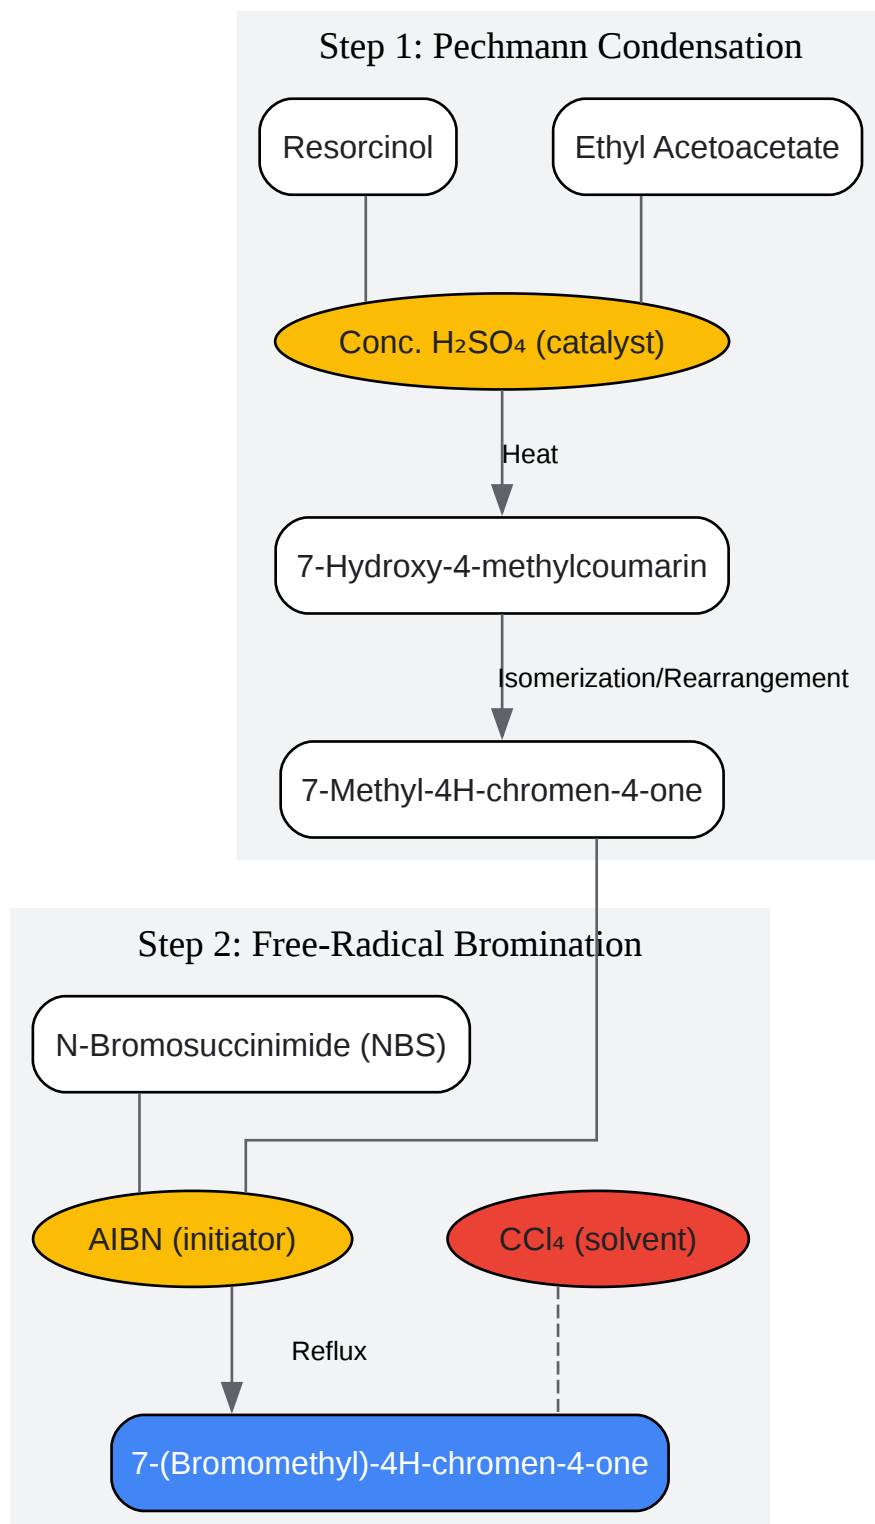 Step 1: Pechmann Condensation
Resorcinol
Ethyl Acetoacetate
Conc. H₂SO₄ (catalyst)
Heat
7-Hydroxy-4-methylcoumarin
Isomerization/Rearrangement
7-Methyl-4H-chromen-4-one
Step 2: Free-Radical Bromination
N-Bromosuccinimide (NBS)
AIBN (initiator)
CCl₄ (solvent)
Reflux
7-(Bromomethyl)-4H-chromen-4-one